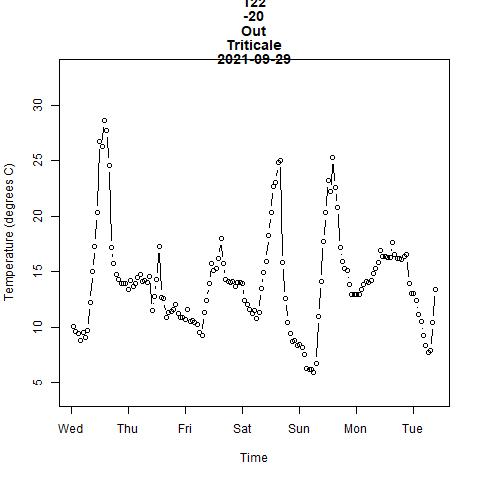 122
-20
Out
Triticale
2021-09-29
Temperature (degrees C)
30
25
20
15
10
5
Wed Thu Fri Sat Sun Mon Tue
Time